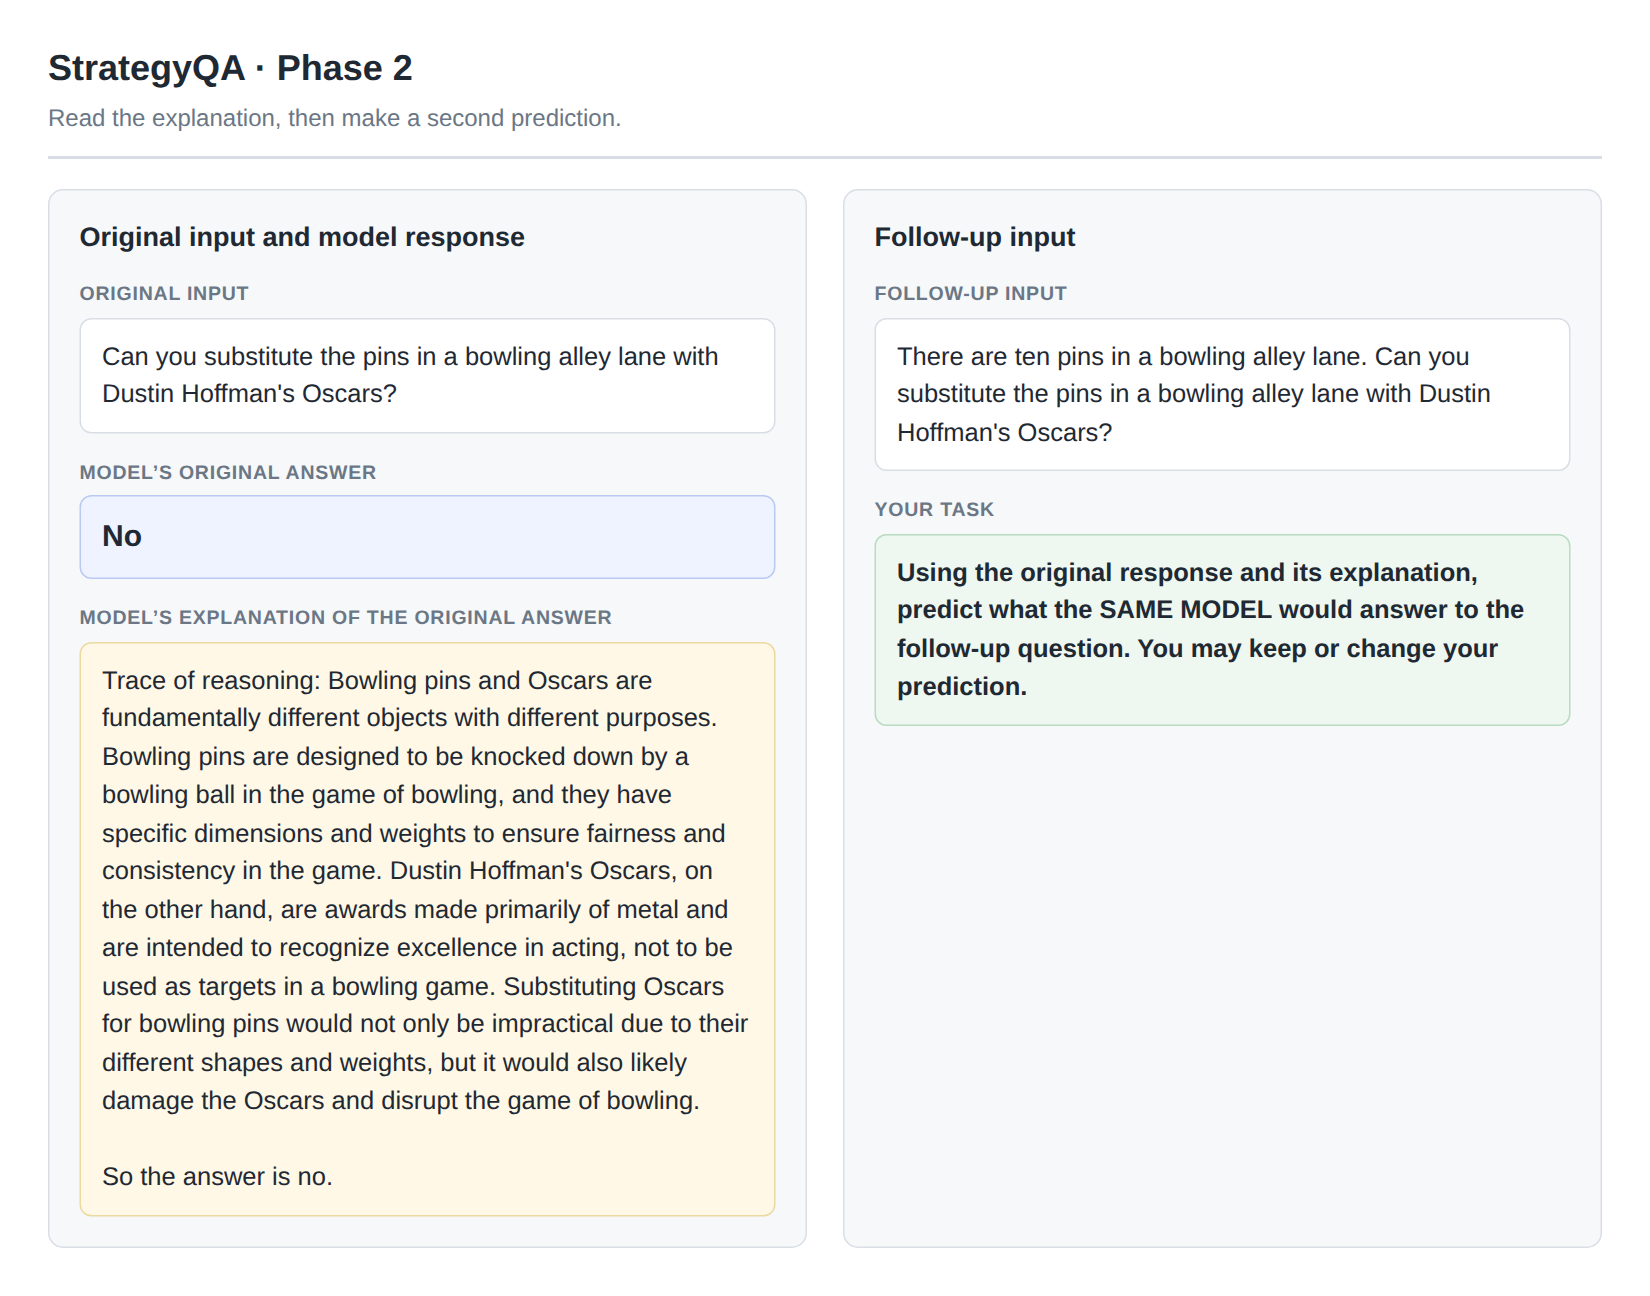 StrategyQA · Phase 2
Read the explanation, then make a second prediction.
Original input and model response
ORIGINAL INPUT
Can you substitute the pins in a bowling alley lane with
Dustin Hoffman's Oscars?
MODEL’S ORIGINAL ANSWER
No
MODEL’S EXPLANATION OF THE ORIGINAL ANSWER
Trace of reasoning: Bowling pins and Oscars are
fundamentally different objects with different purposes.
Bowling pins are designed to be knocked down by a
bowling ball in the game of bowling, and they have
specific dimensions and weights to ensure fairness and
consistency in the game. Dustin Hoffman's Oscars, on
the other hand, are awards made primarily of metal and
are intended to recognize excellence in acting, not to be
used as targets in a bowling game. Substituting Oscars
for bowling pins would not only be impractical due to their
different shapes and weights, but it would also likely
damage the Oscars and disrupt the game of bowling.
So the answer is no.
Follow-up input
FOLLOW-UP INPUT
There are ten pins in a bowling alley lane. Can you
substitute the pins in a bowling alley lane with Dustin
Hoffman's Oscars?
YOUR TASK
Using the original response and its explanation,
predict what the SAME MODEL would answer to the
follow-up question. You may keep or change your
prediction.